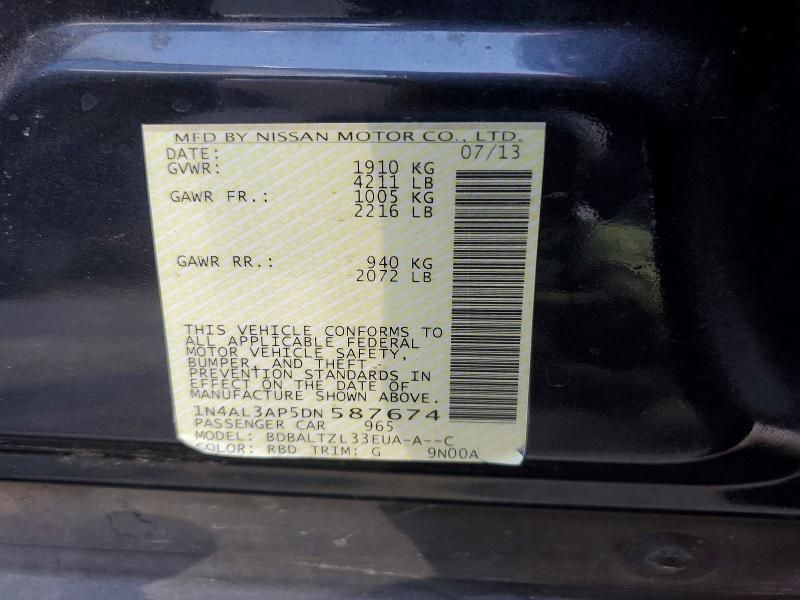 MFD BY NISSAN MOTOR CO., LTD.
DATE: 07/13
GVWR: 1910 KG
4211 LB
GAWR FR.: 1005 KG
2216 LB
GAWR RR.: 940 KG
2072 LB
THIS VEHICLE CONFORMS TO
ALL APPLICABLE FEDERAL
MOTOR VEHICLE SAFETY,
BUMPER, AND THEFT
PREVENTION STANDARDS IN
EFFECT ON THE DATE OF
MANUFACTURE SHOWN ABOVE.
1N4AL3AP5DN 587674
PASSENGER CAR 965
MODEL: BDBALTZL33EUA-A--C
COLOR: RBD TRIM: G 9N00A